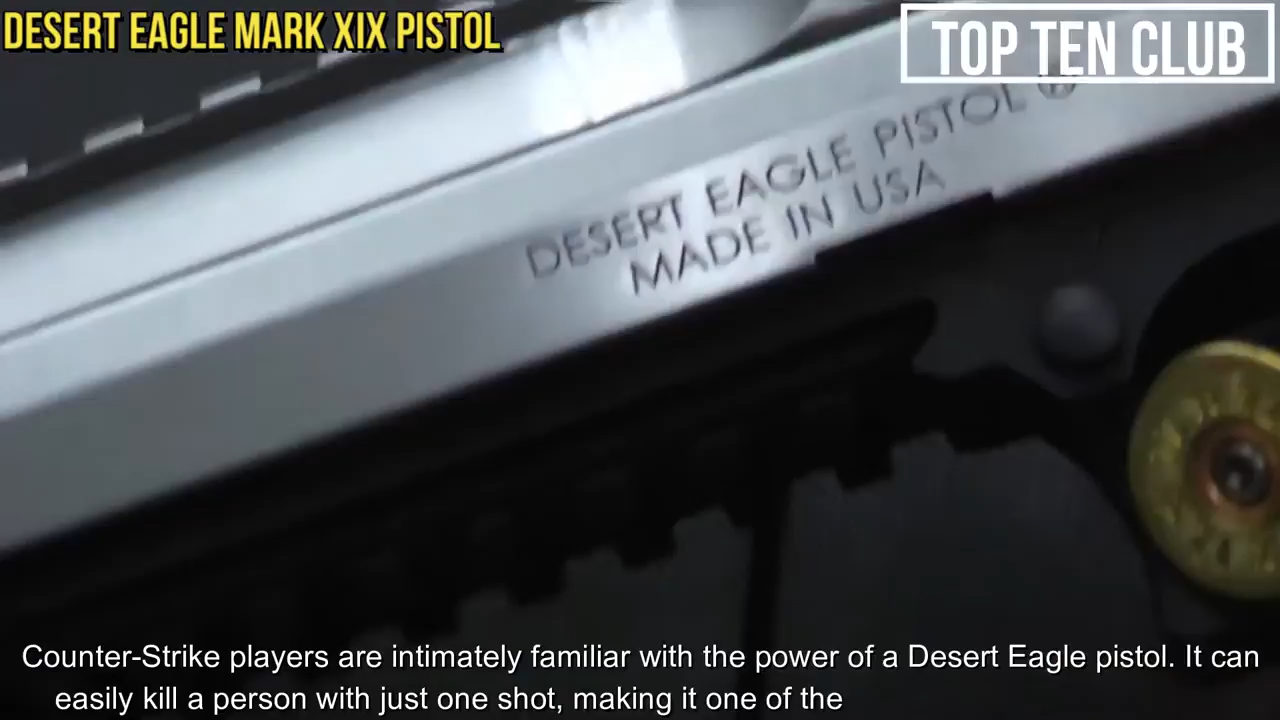 DESERT EAGLE MARK XIX PISTOL
TOP TEN CLUB
DESERT EAGLE PISTOL ®
MADE IN USA
Counter-Strike players are intimately familiar with the power of a Desert Eagle pistol. It can
easily kill a person with just one shot, making it one of the